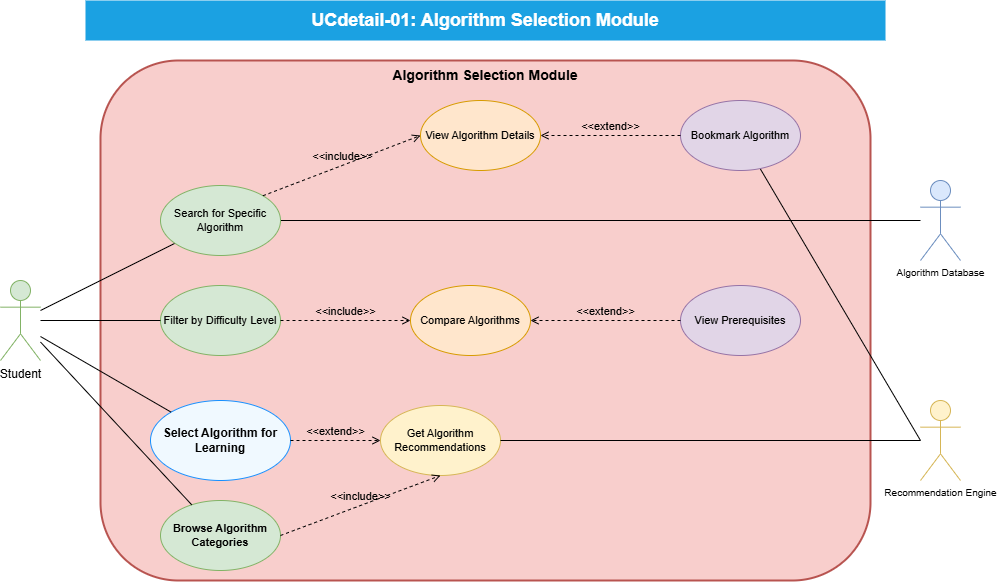 UCdetail-01: Algorithm Selection Module
Algorithm Selection Module
View Algorithm Details
<<extend>>
Bookmark Algorithm
<<include>>
Search for Specific
Algorithm
Algorithm Database
Filter by Difficulty Level
<<include>>
Compare Algorithms
<<extend>>
View Prerequisites
Student
Select Algorithm for
Learning
<<extend>>
Get Algorithm
Recommendations
Recommendation Engine
<<include>>
Browse Algorithm
Categories